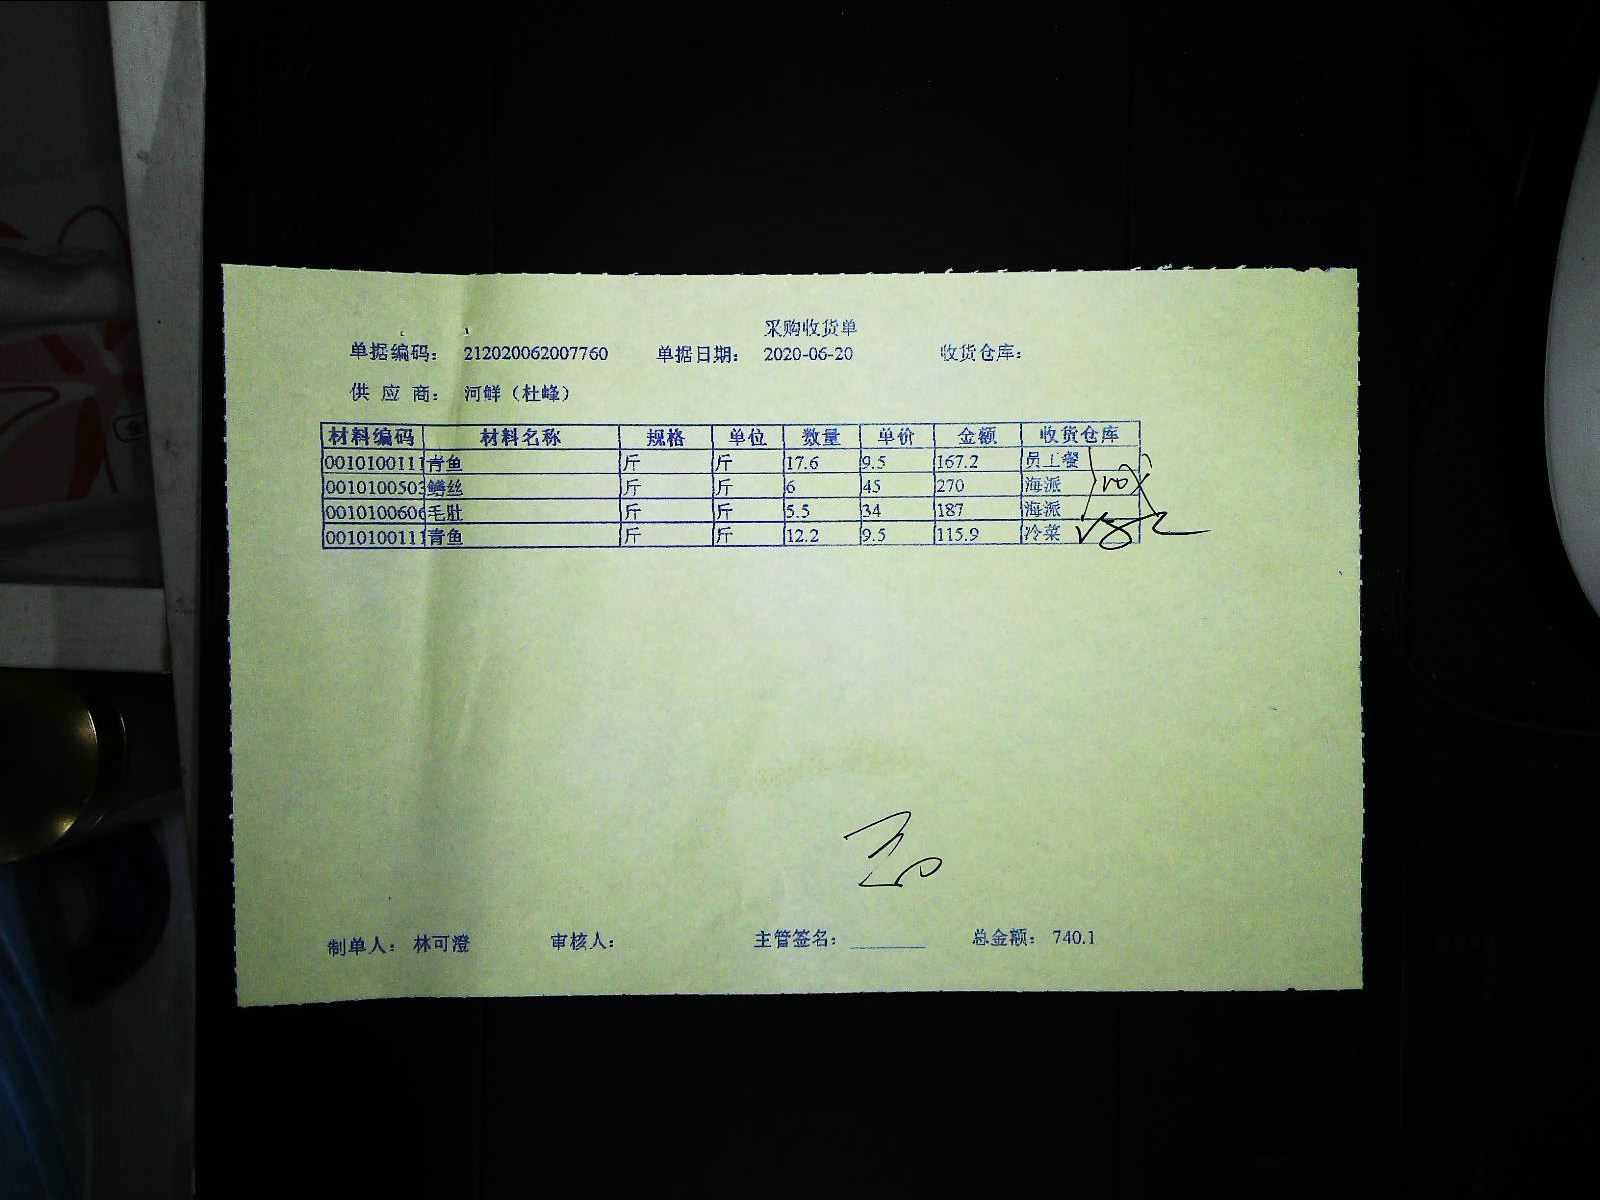 采购收货单
单据编码： 212020062007760 单据日期： 2020-06-20 收货仓库：
供 应 商： 河鲜（杜峰）
材料编码 材料名称 规格 单位 数量 单价 金额 收货仓库
0010100111 青鱼 斤 斤 17.6 9.5 167.2 员工餐
0010100503 鳝丝 斤 斤 6 45 270 海派
0010100606 毛肚 斤 斤 5.5 34 187 海派
0010100111 青鱼 斤 斤 12.2 9.5 115.9 冷菜
制单人： 林可澄 审核人： 主管签名： ________ 总金额： 740.1